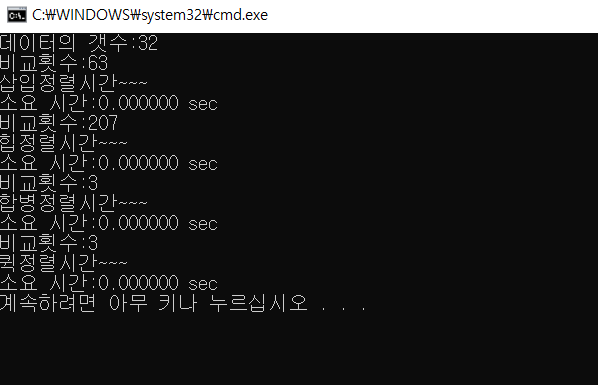 C:₩WINDOWS₩system32₩cmd.exe
데이터의 갯수:32
비교횟수:63
삽입정렬시간~~~
소요 시간:0.000000 sec
비교횟수:207
힙정렬시간~~~
소요 시간:0.000000 sec
비교횟수:3
합병정렬시간~~~
소요 시간:0.000000 sec
비교횟수:3
퀵정렬시간~~~
소요 시간:0.000000 sec
계속하려면 아무 키나 누르십시오 . . .